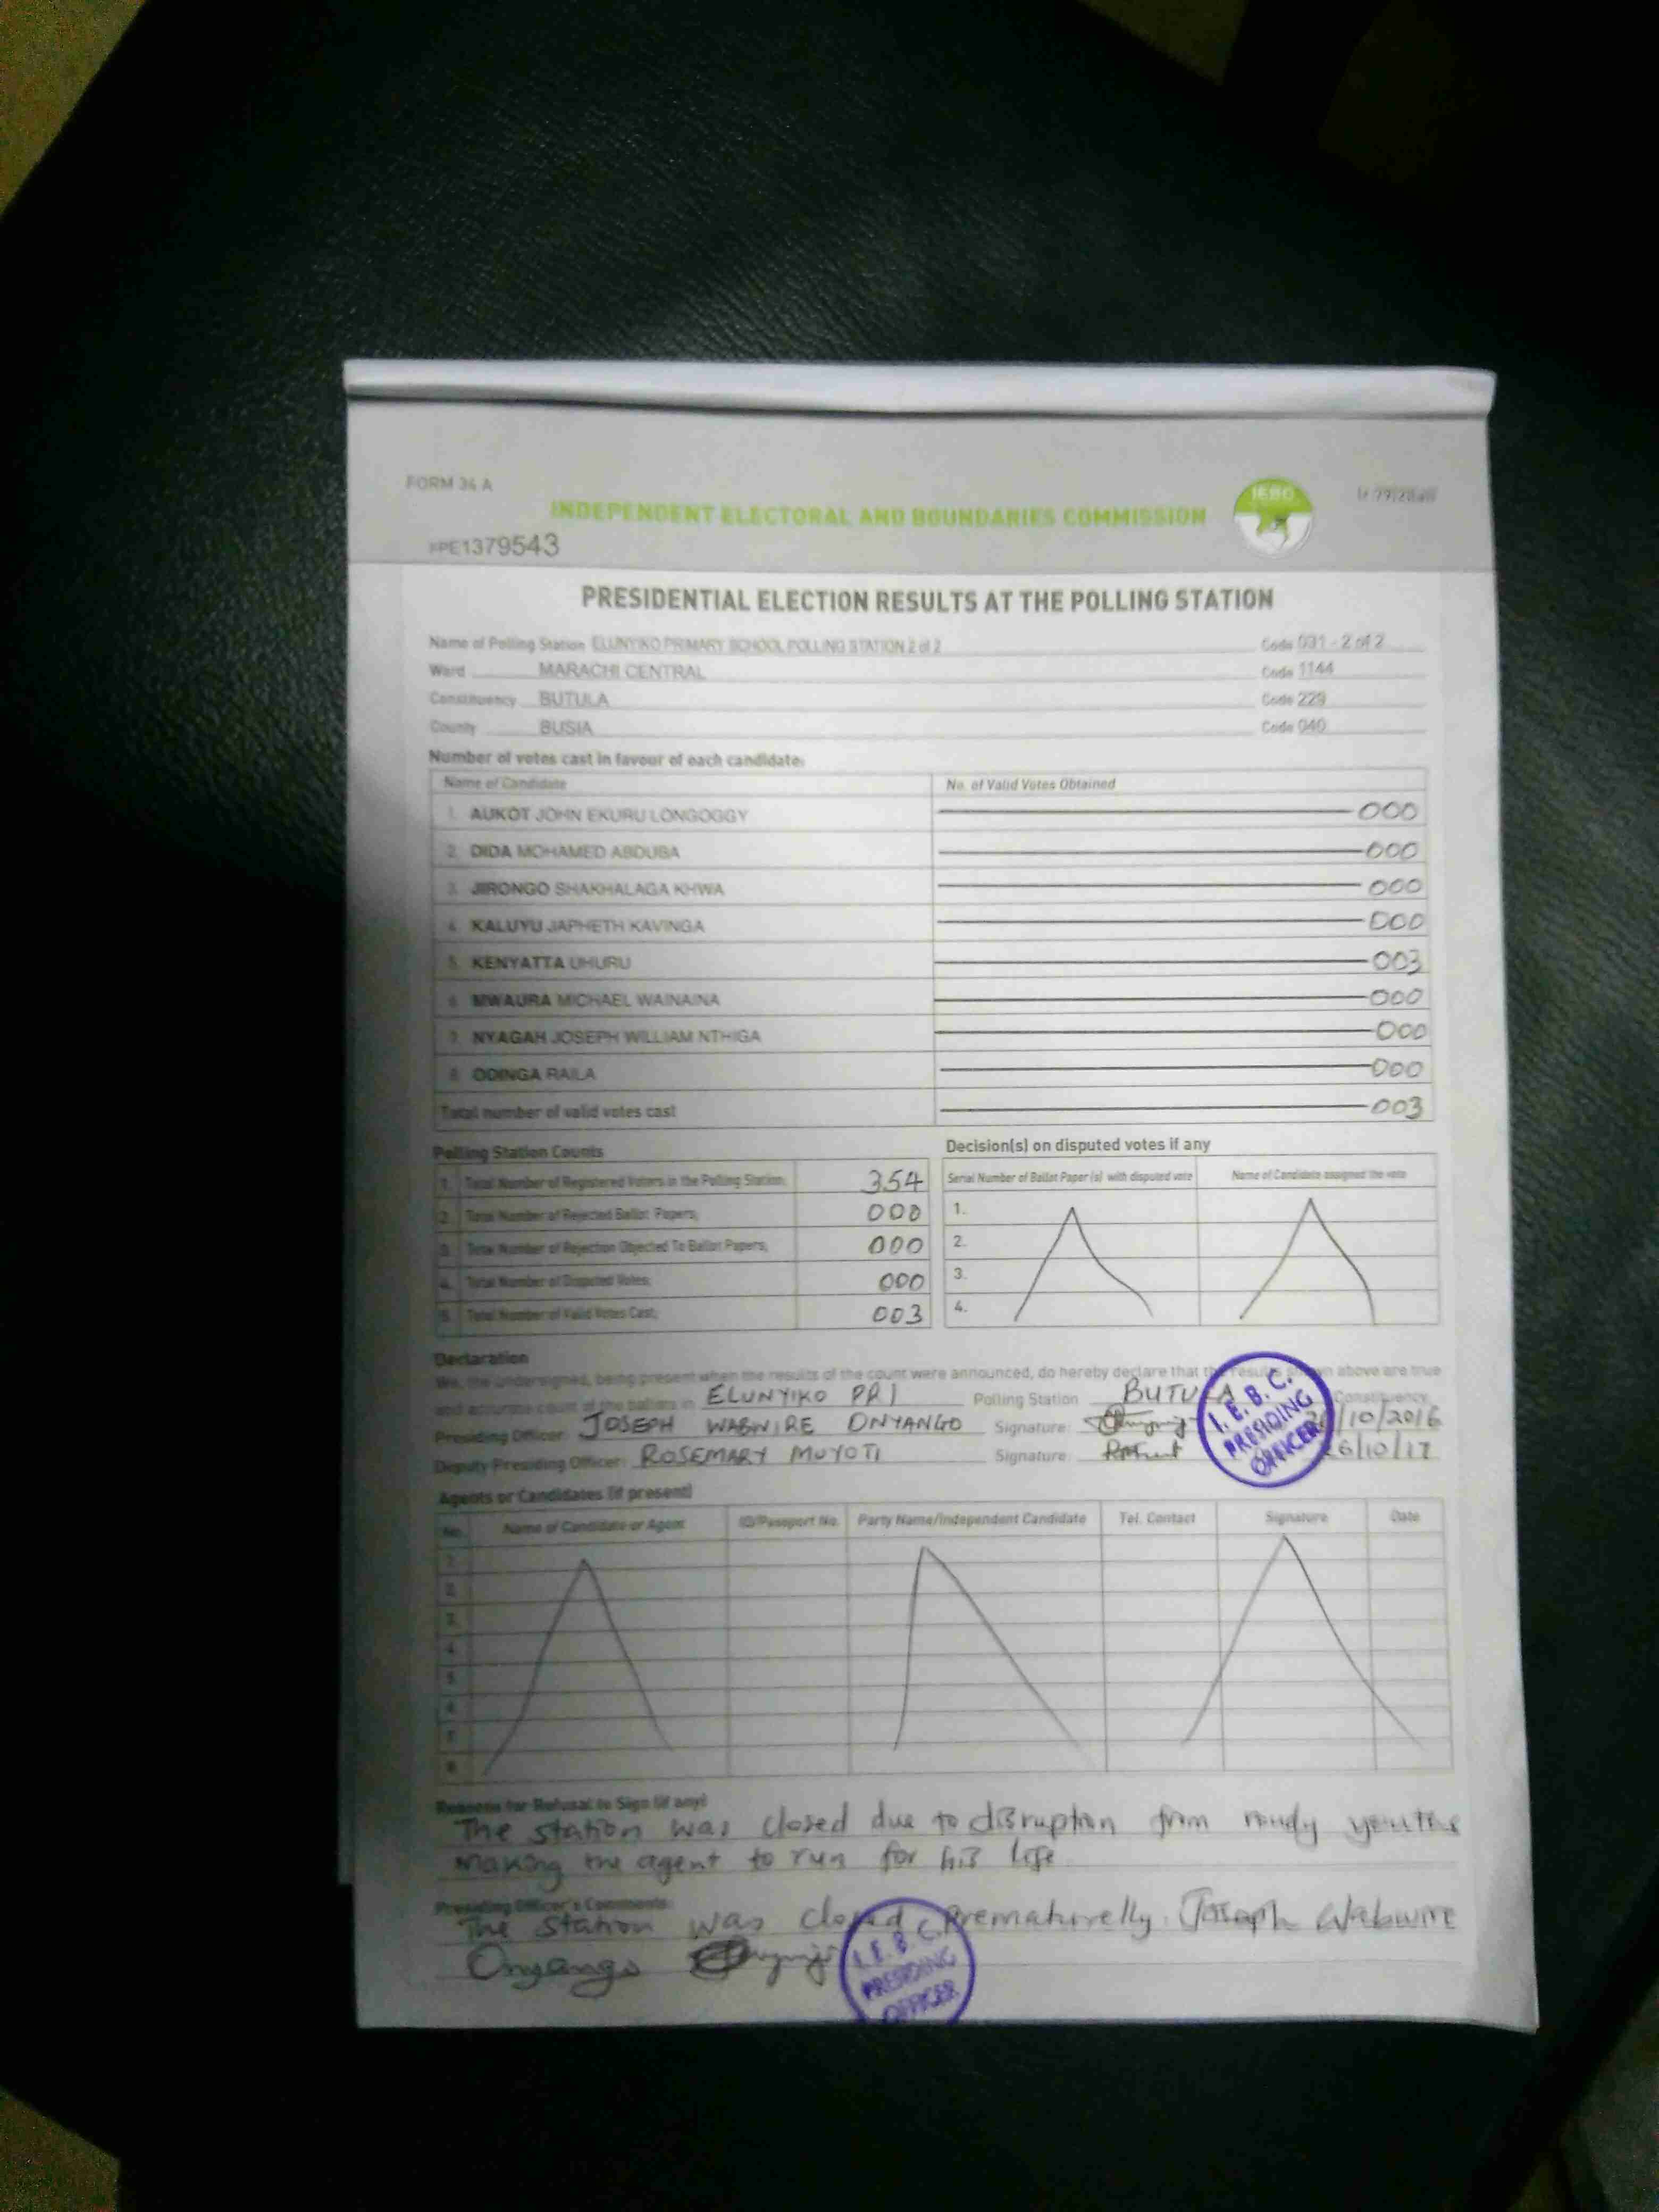 FORM 34 A
IEBC
INDEPENDENT ELECTORAL AND BOUNDARIES COMMISSION
PE1379543
PRESIDENTIAL ELECTION RESULTS AT THE POLLING STATION
Name of Polling Station ELUNYIKO PRIMARY SCHOOL POLLING STATION 2 of 2 Code 031 - 2 of 2
Ward MARACHI CENTRAL Code 1144
Constituency BUTULA Code 229
County BUSIA Code 040
Number of votes cast in favour of each candidate:
Name of Candidate No. of Valid Votes Obtained
1. AUKOT JOHN EKURU LONGOGGY 000
2. DIDA MOHAMED ABDUBA 000
3. JIRONGO SHAKHALAGA KHWA 000
4. KALUYU JAPHETH KAVINGA 000
5. KENYATTA UHURU 003
6. MWAURA MICHAEL WAINAINA 000
7. NYAGAH JOSEPH WILLIAM NTHIGA 000
8. ODINGA RAILA 000
Total number of valid votes cast 003
Polling Station Counts
1. Total Number of Registered Voters in the Polling Station; 354
2. Total Number of Rejected Ballot Papers; 000
3. Total Number of Rejection Objected To Ballot Papers; 000
4. Total Number of Disputed Votes; 000
5. Total Number of Valid Votes Cast; 003
Decision(s) on disputed votes if any
Serial Number of Ballot Paper (s) with disputed vote Name of Candidate assigned the vote
1.
2.
3.
4.
Declaration
We, the undersigned, being present when the results of the count were announced, do hereby declare that the results above are true
and accurate count of the ballots in ELUNYIKO PRI Polling Station BUTULA Constituency.
Presiding Officer: JOSEPH WABWIRE ONYANGO Signature: /10/2016
Deputy Presiding Officer: ROSEMARY MUYOTI Signature: 6/10/17
I. E. B. C.
PRESIDING
OFFICER
Agents or Candidates (if present)
No. Name of Candidate or Agent ID/Passport No. Party Name/Independent Candidate Tel. Contact Signature Date
1.
2.
3.
4.
5.
6.
7.
8.
Reasons for Refusal to Sign (if any)
The station was closed due to disruption from rowdy youths
making the agent to run for his life
Presiding Officer's Comments:
The station was closed prematurelly. Joseph Wabwire
Onyango
I. E. B. C.
PRESIDING
OFFICER